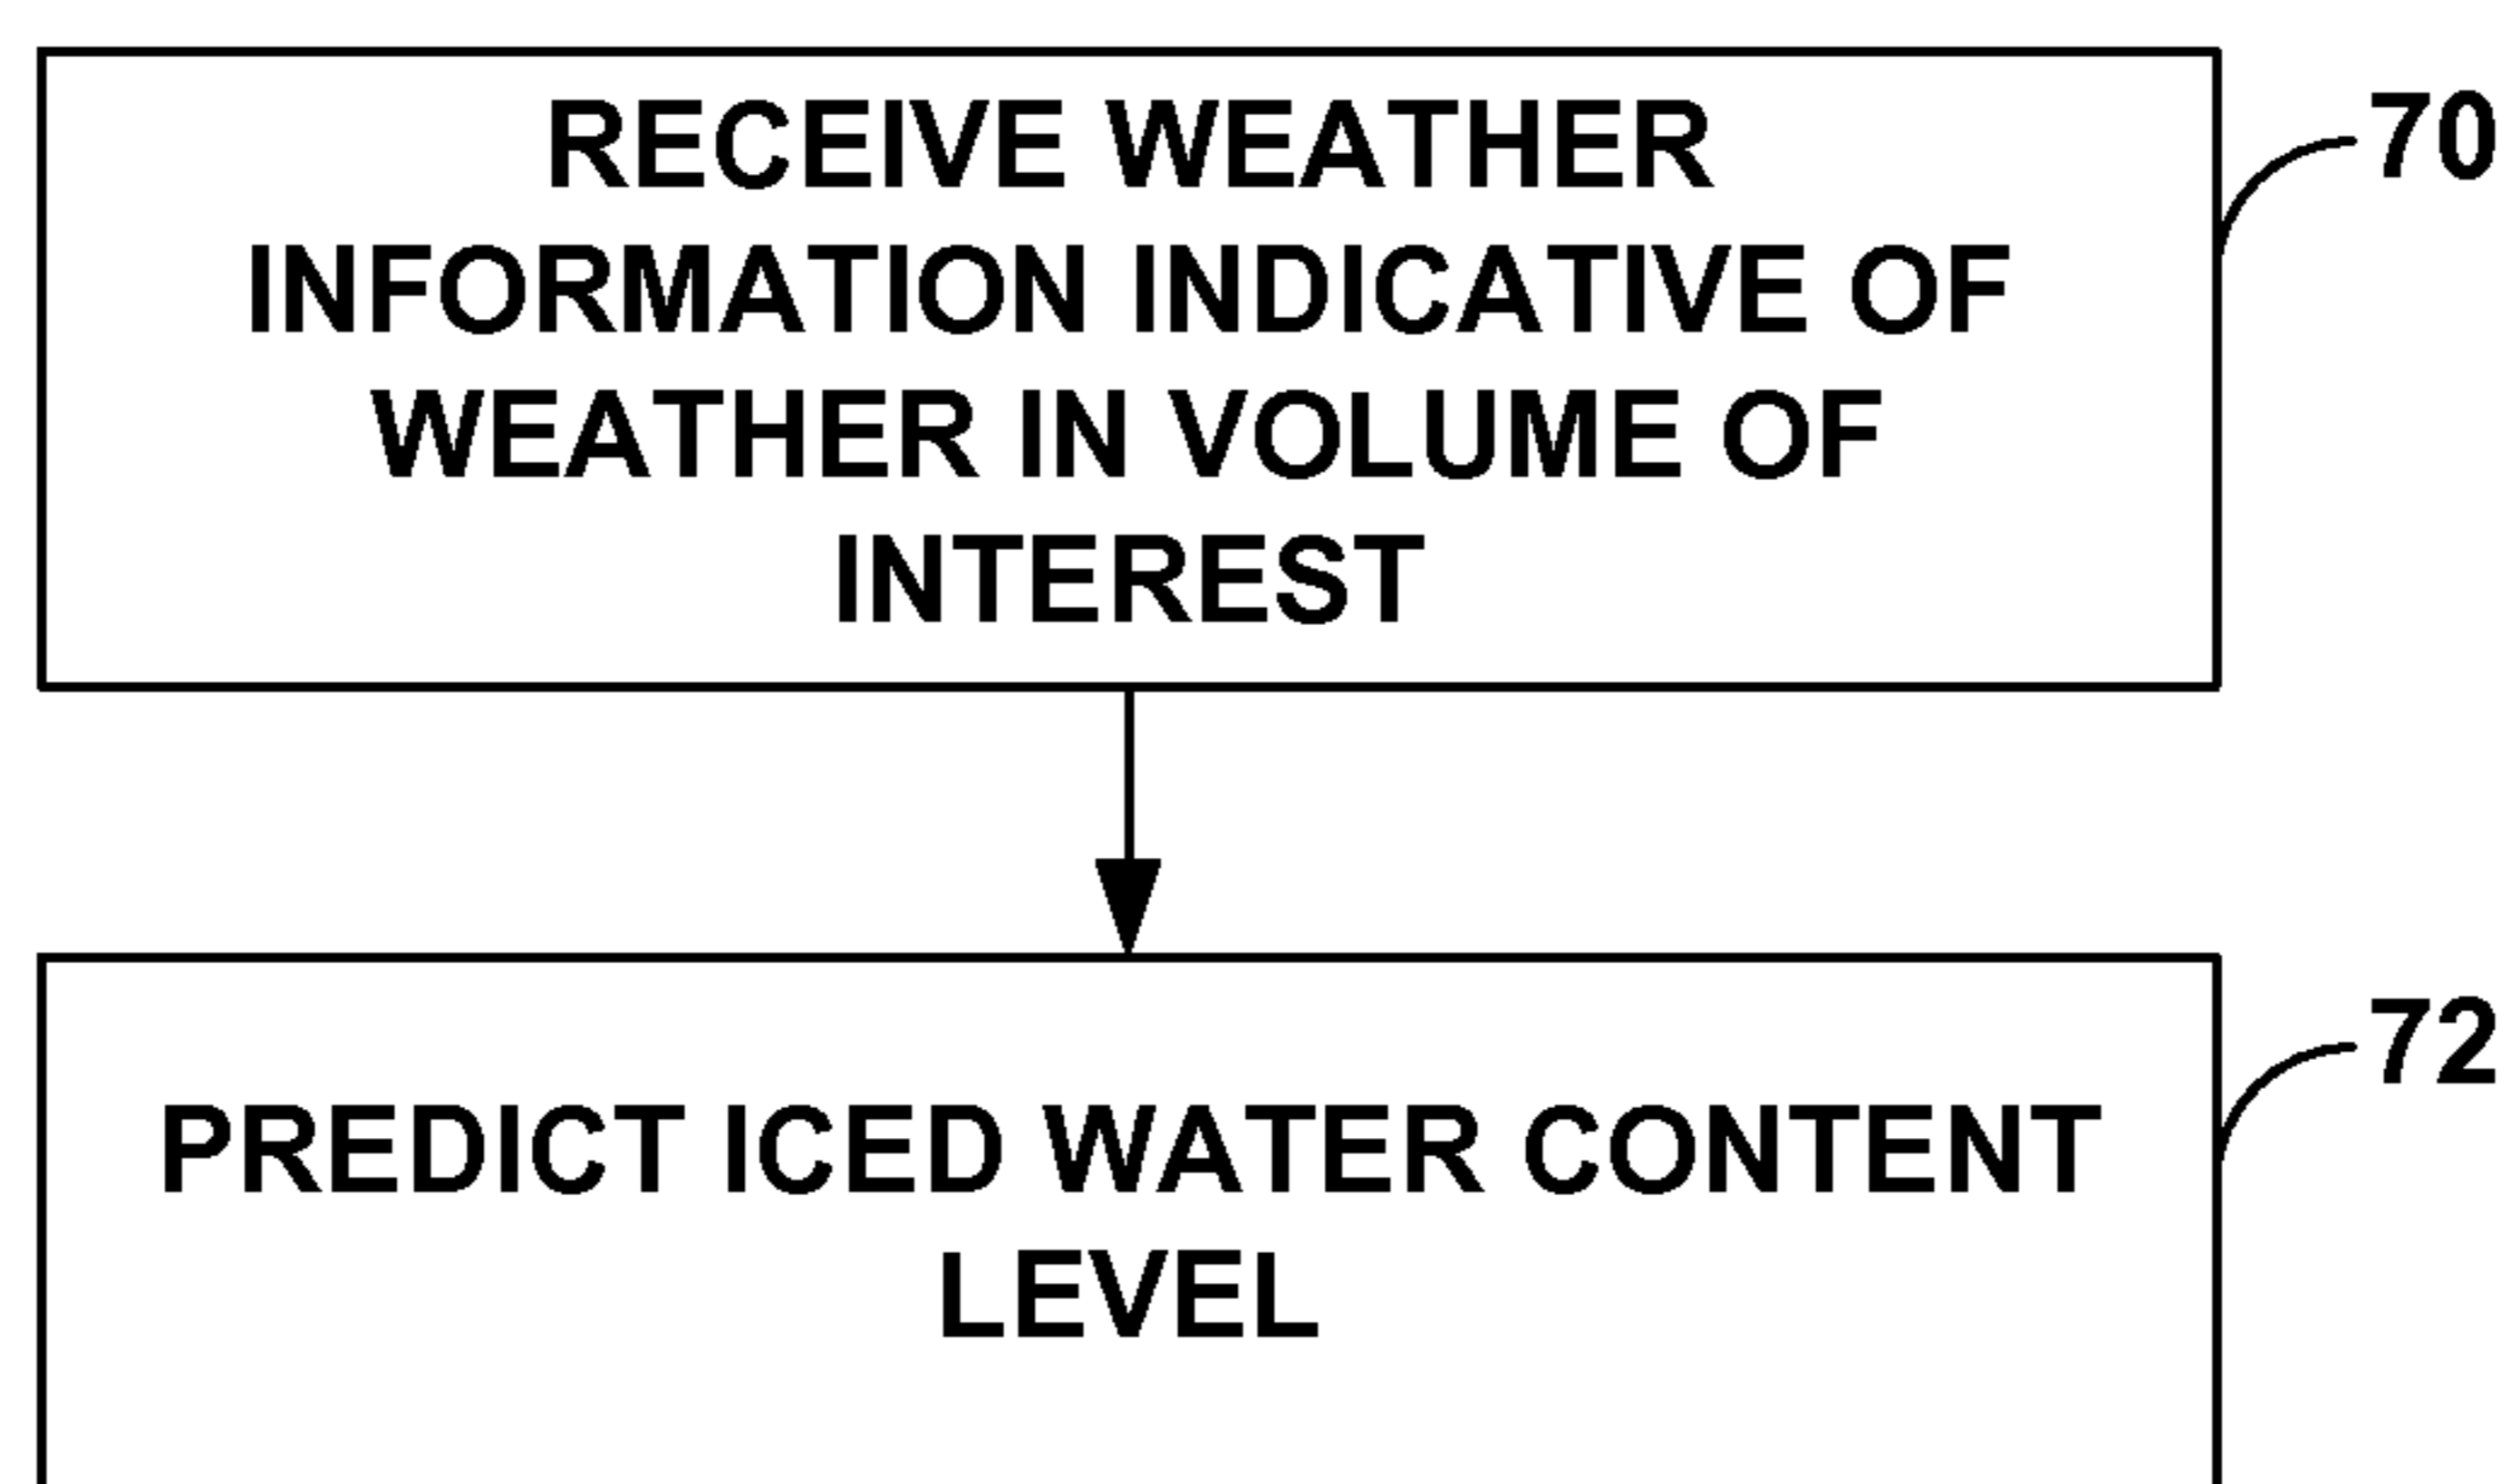 RECEIVE WEATHER
INFORMATION INDICATIVE OF
WEATHER IN VOLUME OF
INTEREST
70
PREDICT ICED WATER CONTENT
LEVEL
72